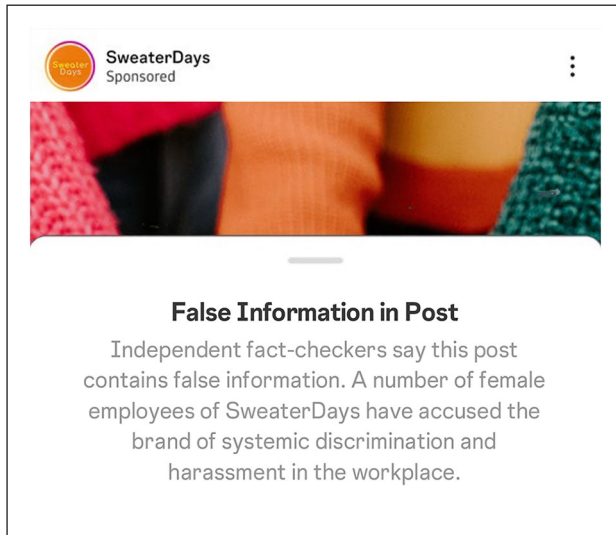 Sweater
Days
SweaterDays
Sponsored
False Information in Post
Independent fact-checkers say this post
contains false information. A number of female
employees of SweaterDays have accused the
brand of systemic discrimination and
harassment in the workplace.